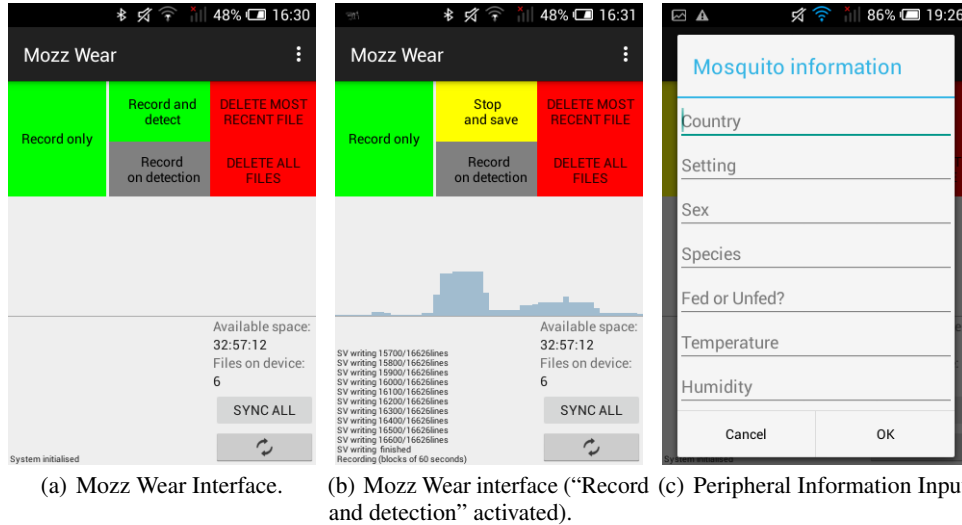 48% 16:30
Mozz Wear
Record only
Record and
detect
Record
on detection
DELETE MOST
RECENT FILE
DELETE ALL
FILES
Available space:
32:57:12
Files on device:
6
SYNC ALL
System initialised
(a) Mozz Wear Interface.
48% 16:31
Mozz Wear
Record only
Stop
and save
Record
on detection
DELETE MOST
RECENT FILE
DELETE ALL
FILES
Available space:
32:57:12
Files on device:
6
SV writing 15700/16626lines
SV writing 15800/16626lines
SV writing 15900/16626lines
SV writing 16000/16626lines
SV writing 16100/16626lines
SV writing 16200/16626lines
SV writing 16300/16626lines
SV writing 16400/16626lines
SV writing 16500/16626lines
SV writing 16600/16626lines
SV writing finished
Recording (blocks of 60 seconds)
SYNC ALL
(b) Mozz Wear interface (“Record
and detection” activated).
86% 19:26
Mosquito information
Country
Setting
Sex
Species
Fed or Unfed?
Temperature
Humidity
Cancel
OK
System initialised
(c) Peripheral Information Inpu